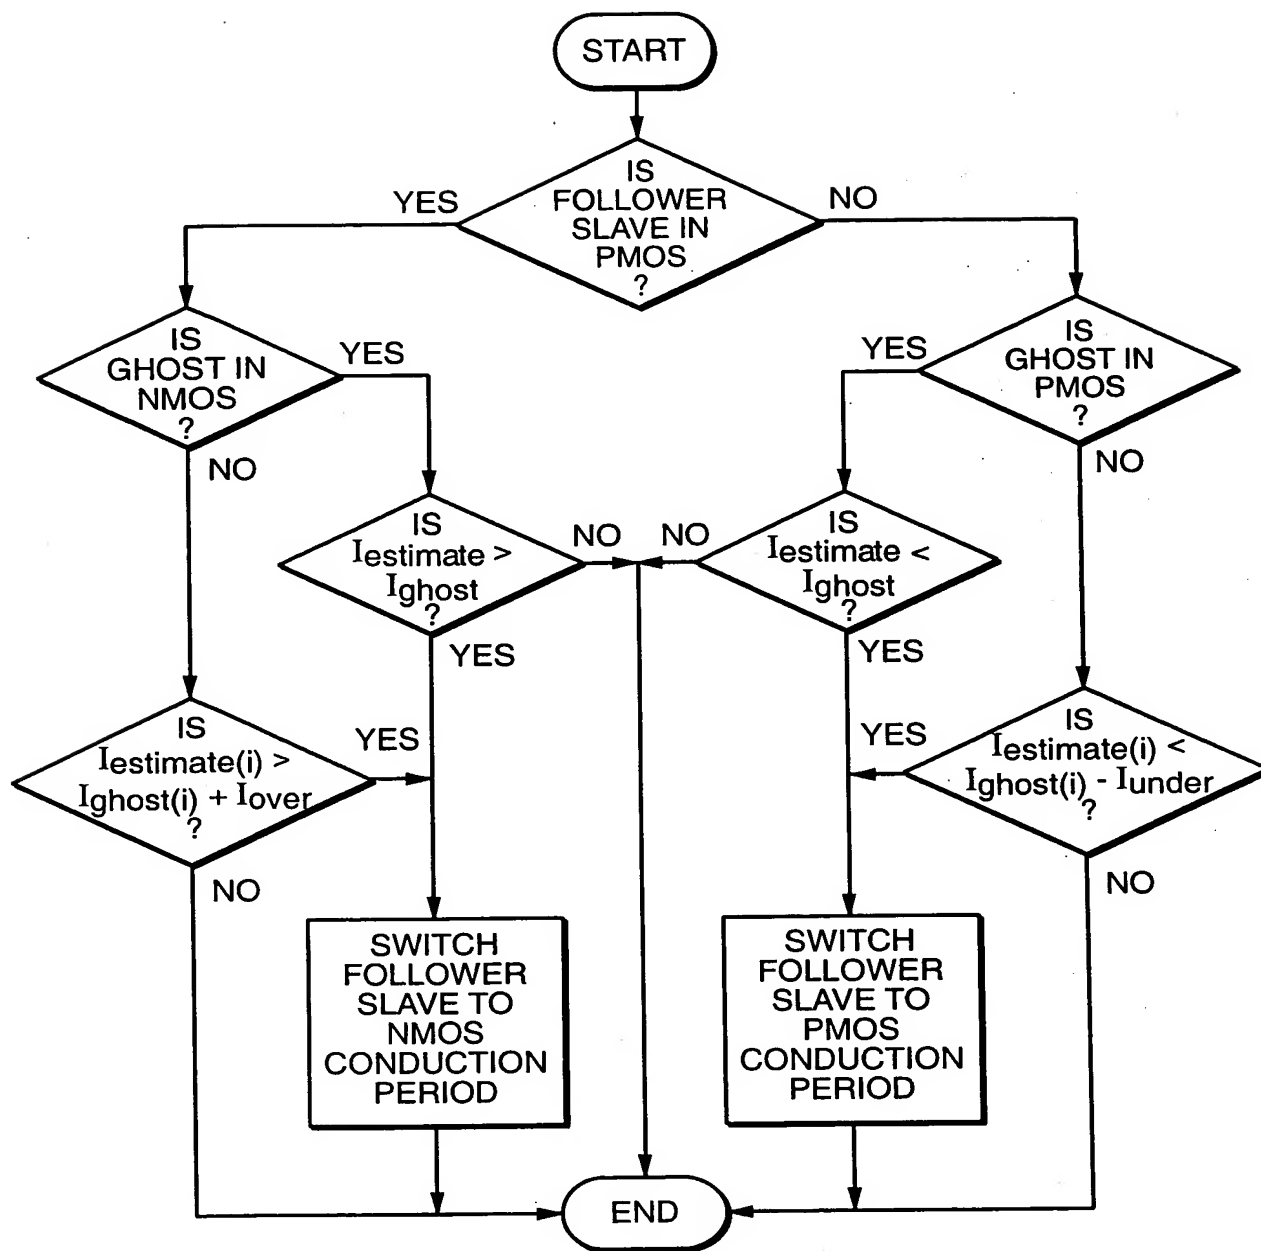 START
IS
FOLLOWER
SLAVE IN
PMOS
?
YES
NO
IS
GHOST IN
NMOS
?
YES
NO
IS
GHOST IN
PMOS
?
YES
NO
IS
Iestimate >
Ighost
?
NO
YES
IS
Iestimate <
Ighost
?
NO
YES
IS
Iestimate(i) >
Ighost(i) + Iover
?
YES
NO
IS
Iestimate(i) <
Ighost(i) - Iunder
?
YES
NO
SWITCH
FOLLOWER
SLAVE TO
NMOS
CONDUCTION
PERIOD
SWITCH
FOLLOWER
SLAVE TO
PMOS
CONDUCTION
PERIOD
END